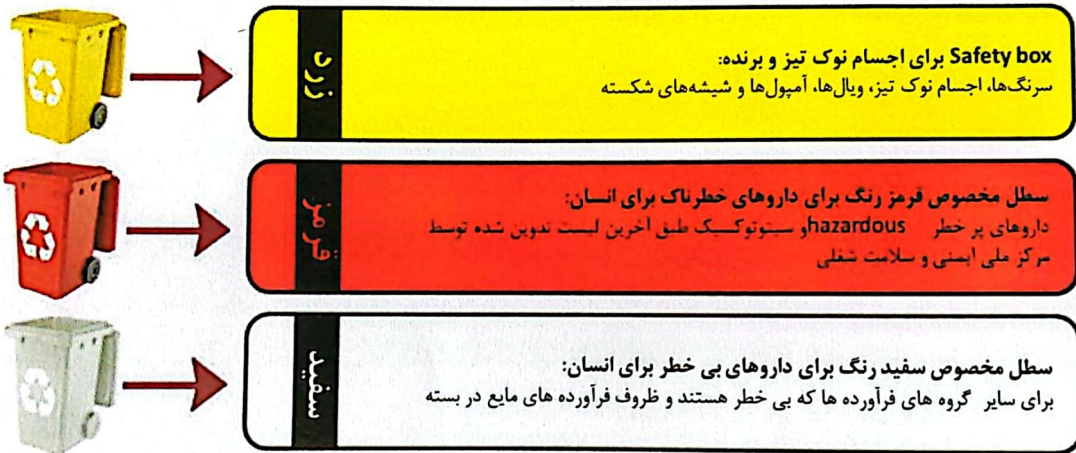 زرد
Safety box برای اجسام نوک تیز و برنده:
سرنگ‌ها، اجسام نوک تیز، ویال‌ها، آمپول‌ها و شیشه‌های شکسته
قرمز
سطل مخصوص قرمز رنگ برای داروهای خطرناک برای انسان:
داروهای پر خطر hazardousو سیتوتوکسیک طبق آخرین لیست تدوین شده توسط
مرکز ملی ایمنی و سلامت شغلی
سفید
سطل مخصوص سفید رنگ برای داروهای بی خطر برای انسان:
برای سایر گروه های فرآورده ها که بی خطر هستند و ظروف فرآورده های مایع در بسته